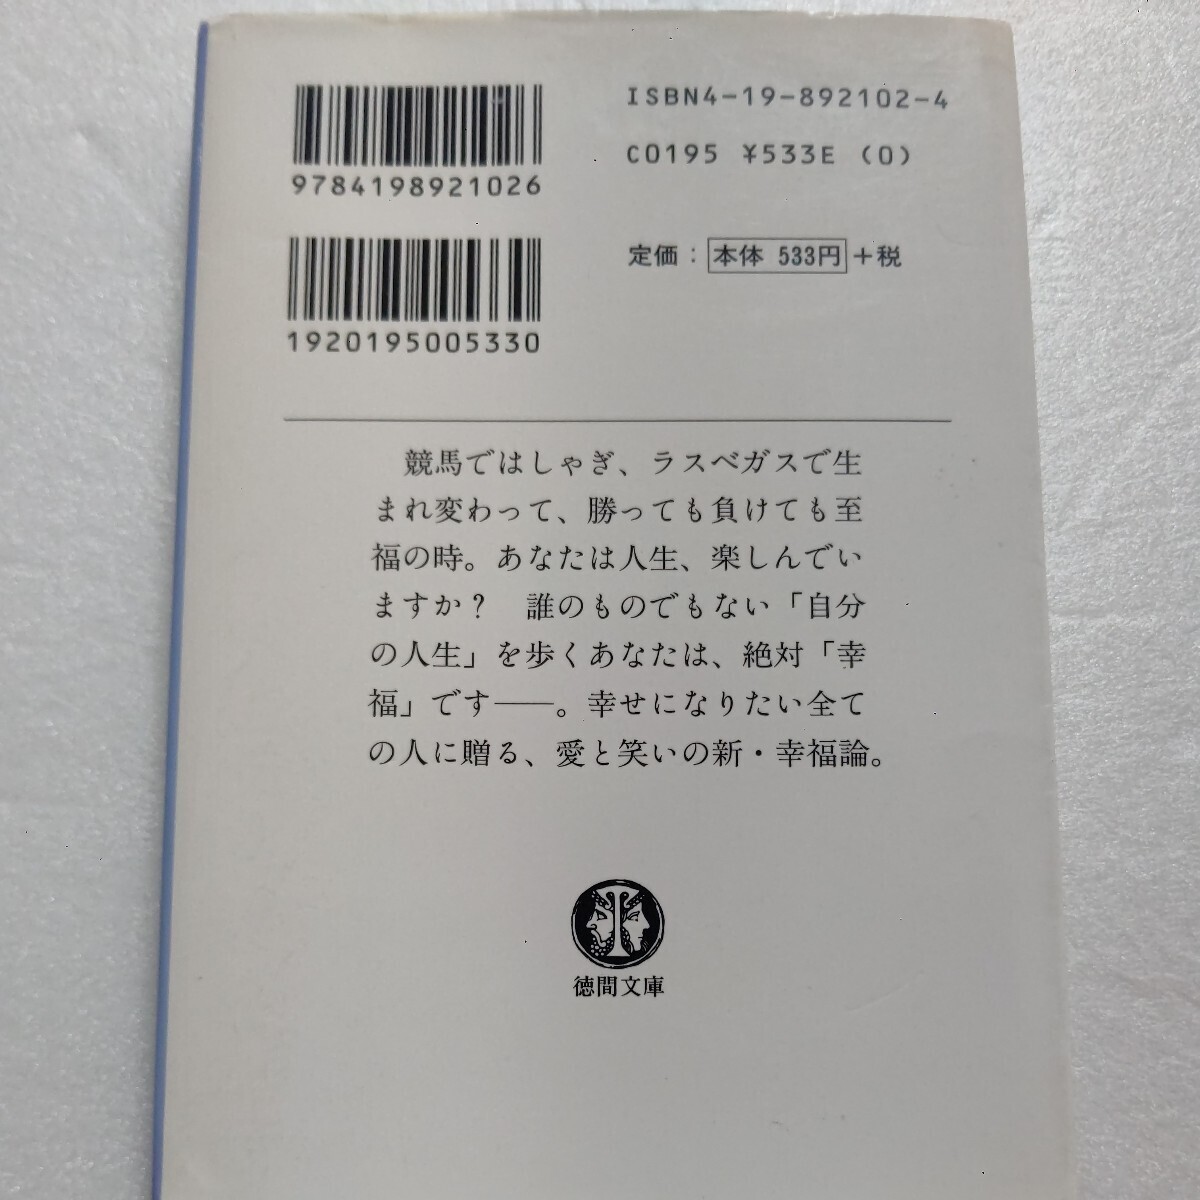 ISBN4-19-892102-4
C0195 ¥533E (0)
9784198921026
定価：本体 533円＋税
1920195005330
競馬ではしゃぎ、ラスベガスで生
まれ変わって、勝っても負けても至
福の時。あなたは人生、楽しんでい
ますか？　誰のものでもない「自分
の人生」を歩くあなたは、絶対「幸
福」です――。幸せになりたい全て
の人に贈る、愛と笑いの新・幸福論。
徳間文庫